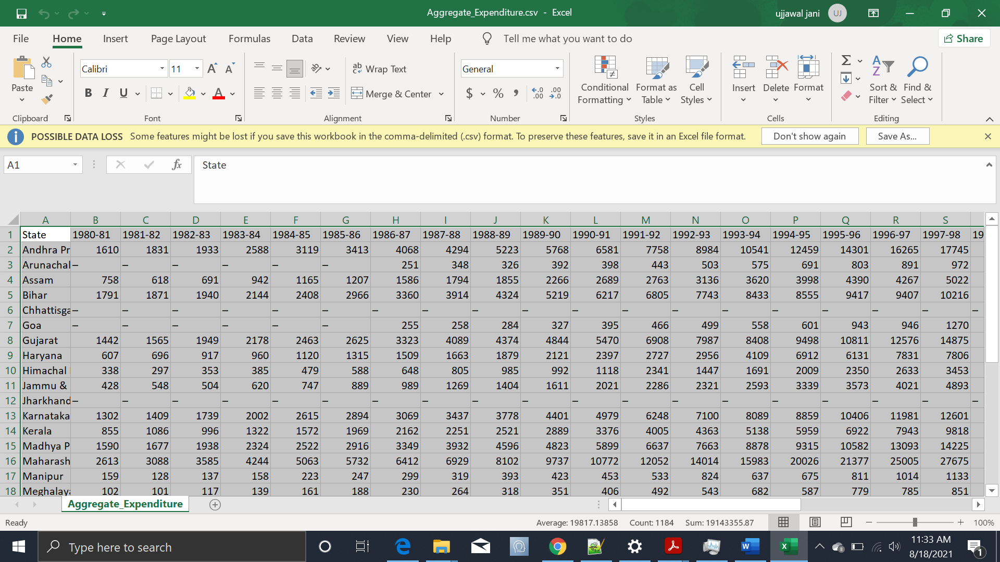 Aggregate_Expenditure.csv - Excel
ujjawal jani UJ
File Home Insert Page Layout Formulas Data Review View Help Tell me what you want to do Share
Paste
Calibri 11
Wrap Text
General
Conditional Formatting
Format as Table
Cell Styles
Insert Delete Format
Sort & Filter
Find & Select
B I U
Merge & Center
$ % ,
Clipboard Font Alignment Number Styles Cells Editing
POSSIBLE DATA LOSS Some features might be lost if you save this workbook in the comma-delimited (.csv) format. To preserve these features, save it in an Excel file format. Don't show again Save As...
A1 fx State
A B C D E F G H I J K L M N O P Q R S
1 State 1980-81 1981-82 1982-83 1983-84 1984-85 1985-86 1986-87 1987-88 1988-89 1989-90 1990-91 1991-92 1992-93 1993-94 1994-95 1995-96 1996-97 1997-98 19
2 Andhra Pr 1610 1831 1933 2588 3119 3413 4068 4294 5223 5768 6581 7758 8984 10541 12459 14301 16265 17745
3 Arunachal – – – – – – 251 348 326 392 398 443 503 575 691 803 891 972
4 Assam 758 618 691 942 1165 1207 1586 1794 1855 2266 2689 2763 3136 3620 3998 4390 4267 5022
5 Bihar 1791 1871 1940 2144 2408 2966 3360 3914 4324 5219 6217 6805 7743 8433 8555 9417 9407 10216
6 Chhattisga – – – – – – – – – – – – – – – – – – –
7 Goa – – – – – – 255 258 284 327 395 466 499 558 601 943 946 1270
8 Gujarat 1442 1565 1949 2178 2463 2625 3323 4089 4374 4844 5470 6908 7987 8408 9498 10811 12576 14875
9 Haryana 607 696 917 960 1120 1315 1509 1663 1879 2121 2397 2727 2956 4109 6912 6131 7831 7806
10 Himachal 338 297 353 385 479 588 648 805 985 992 1118 2341 1447 1691 2009 2350 2633 3453
11 Jammu & 428 548 504 620 747 889 989 1269 1404 1611 2021 2286 2321 2593 3339 3573 4021 4893
12 Jharkhand – – – – – – – – – – – – – – – – – – –
13 Karnataka 1302 1409 1739 2002 2615 2894 3069 3437 3778 4401 4979 6248 7100 8089 8859 10406 11981 12601
14 Kerala 855 1086 996 1322 1572 1969 2162 2251 2521 2889 3376 4005 4363 5138 5959 6922 7943 9818
15 Madhya P 1590 1677 1938 2324 2522 2916 3349 3932 4596 4823 5899 6637 7663 8878 9315 10582 13093 14225
16 Maharash 2613 3088 3585 4244 5063 5732 6412 6929 8102 9737 10772 12052 14014 15983 20026 21377 25005 27675
17 Manipur 159 128 137 158 223 247 299 319 393 423 453 533 824 637 675 811 1014 1133
18 Meghalaya 102 101 117 139 161 188 230 264 318 351 406 492 543 682 587 779 785 851
Aggregate_Expenditure
Ready Average: 19817.13858 Count: 1184 Sum: 19143355.87 100%
Type here to search
11:33 AM
8/18/2021
1